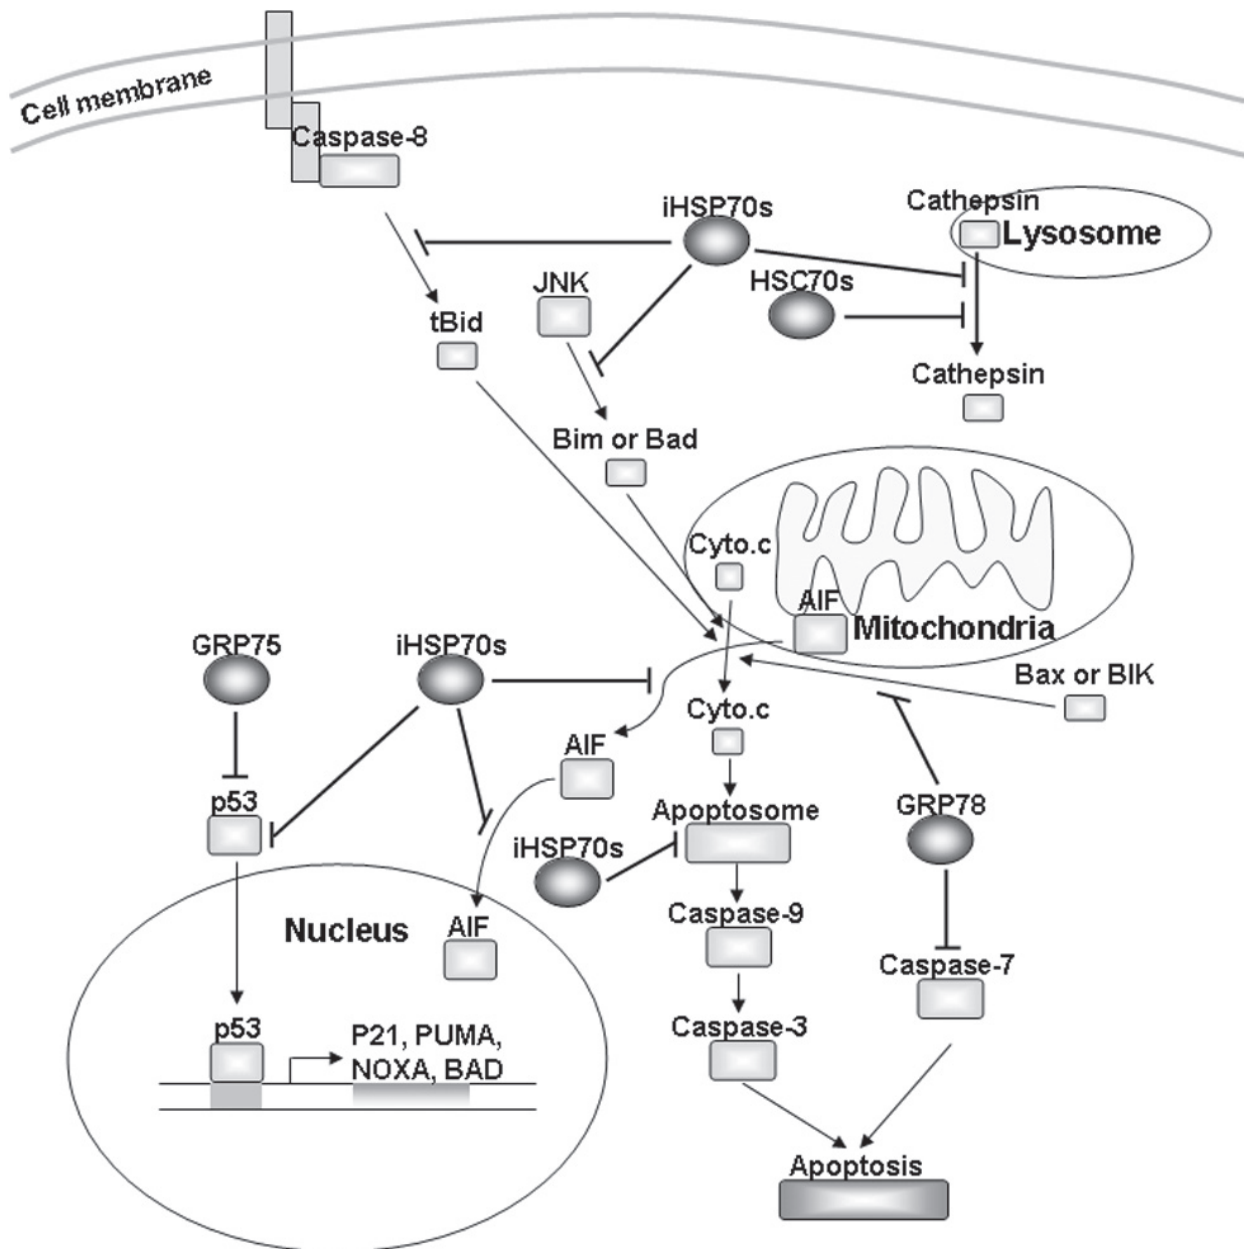 Cell membrane
Caspase-8
iHSP70s
Cathepsin
Lysosome
HSC70s
JNK
tBid
Cathepsin
Bim or Bad
Cyto.c
AIF
Mitochondria
GRP75
iHSP70s
Bax or BIK
Cyto.c
AIF
p53
Apoptosome
GRP78
iHSP70s
Nucleus
AIF
Caspase-9
Caspase-7
p53
P21, PUMA,
NOXA, BAD
Caspase-3
Apoptosis